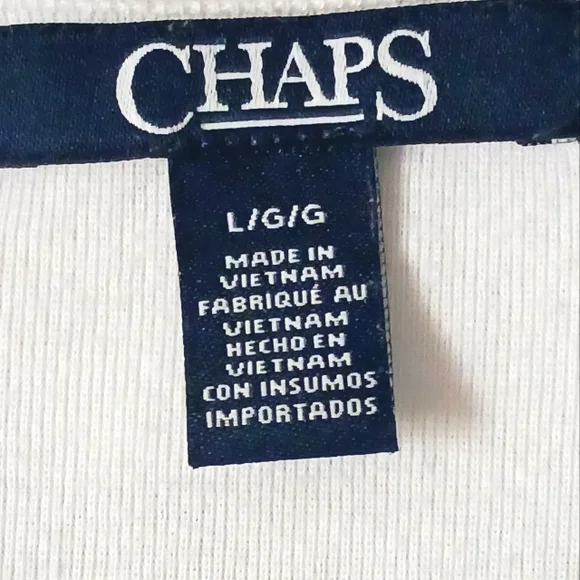 CHAPS
L/G/G
MADE IN
VIETNAM
FABRIQUÉ AU
VIETNAM
HECHO EN
VIETNAM
CON INSUMOS
IMPORTADOS